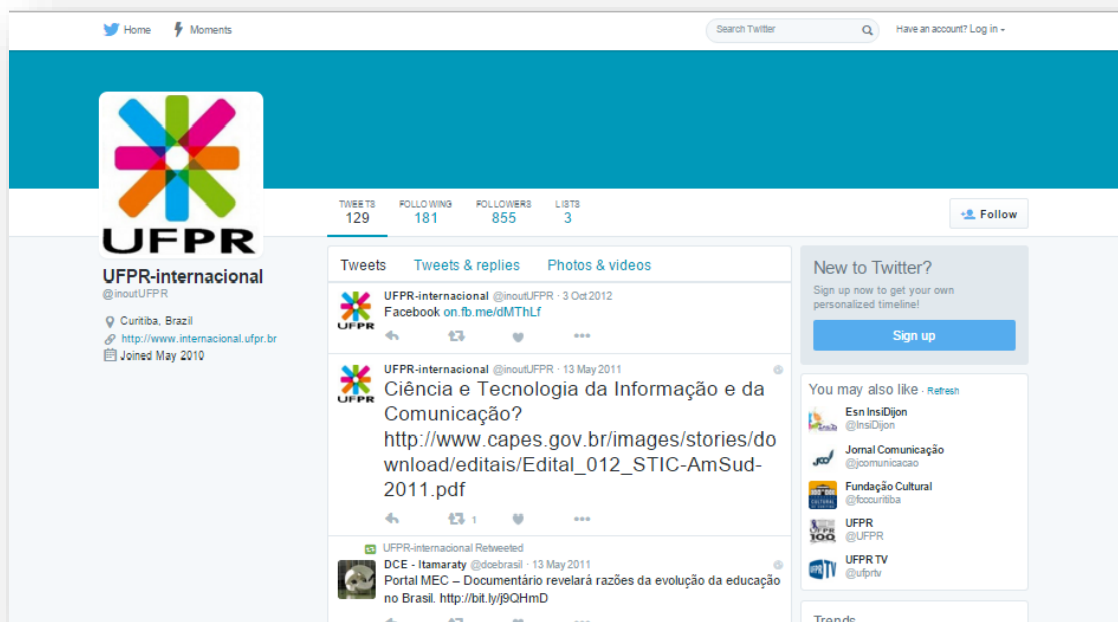 Home Moments Search Twitter Have an account? Log in
UFPR
UFPR-internacional
@inoutUFPR
Curitiba, Brazil
http://www.internacional.ufpr.br
Joined May 2010
TWEETS FOLLOWING FOLLOWERS LISTS
129 181 855 3
Follow
Tweets Tweets & replies Photos & videos
UFPR
UFPR-internacional @inoutUFPR · 3 Oct 2012
Facebook on.fb.me/dMThLf
UFPR
UFPR-internacional @inoutUFPR · 13 May 2011
Ciência e Tecnologia da Informação e da
Comunicação?
http://www.capes.gov.br/images/stories/do
wnload/editais/Edital_012_STIC-AmSud-
2011.pdf
1
UFPR-internacional Retweeted
DCE - Itamaraty @dcebrasil · 13 May 2011
Portal MEC – Documentário revelará razões da evolução da educação
no Brasil. http://bit.ly/j9QHmD
New to Twitter?
Sign up now to get your own
personalized timeline!
Sign up
You may also like · Refresh
Esn InsiDijon
@InsiDijon
Jornal Comunicação
@jcomunicacao
Fundação Cultural
@fccuritiba
UFPR
@UFPR
UFPR TV
@ufprtv
Trends